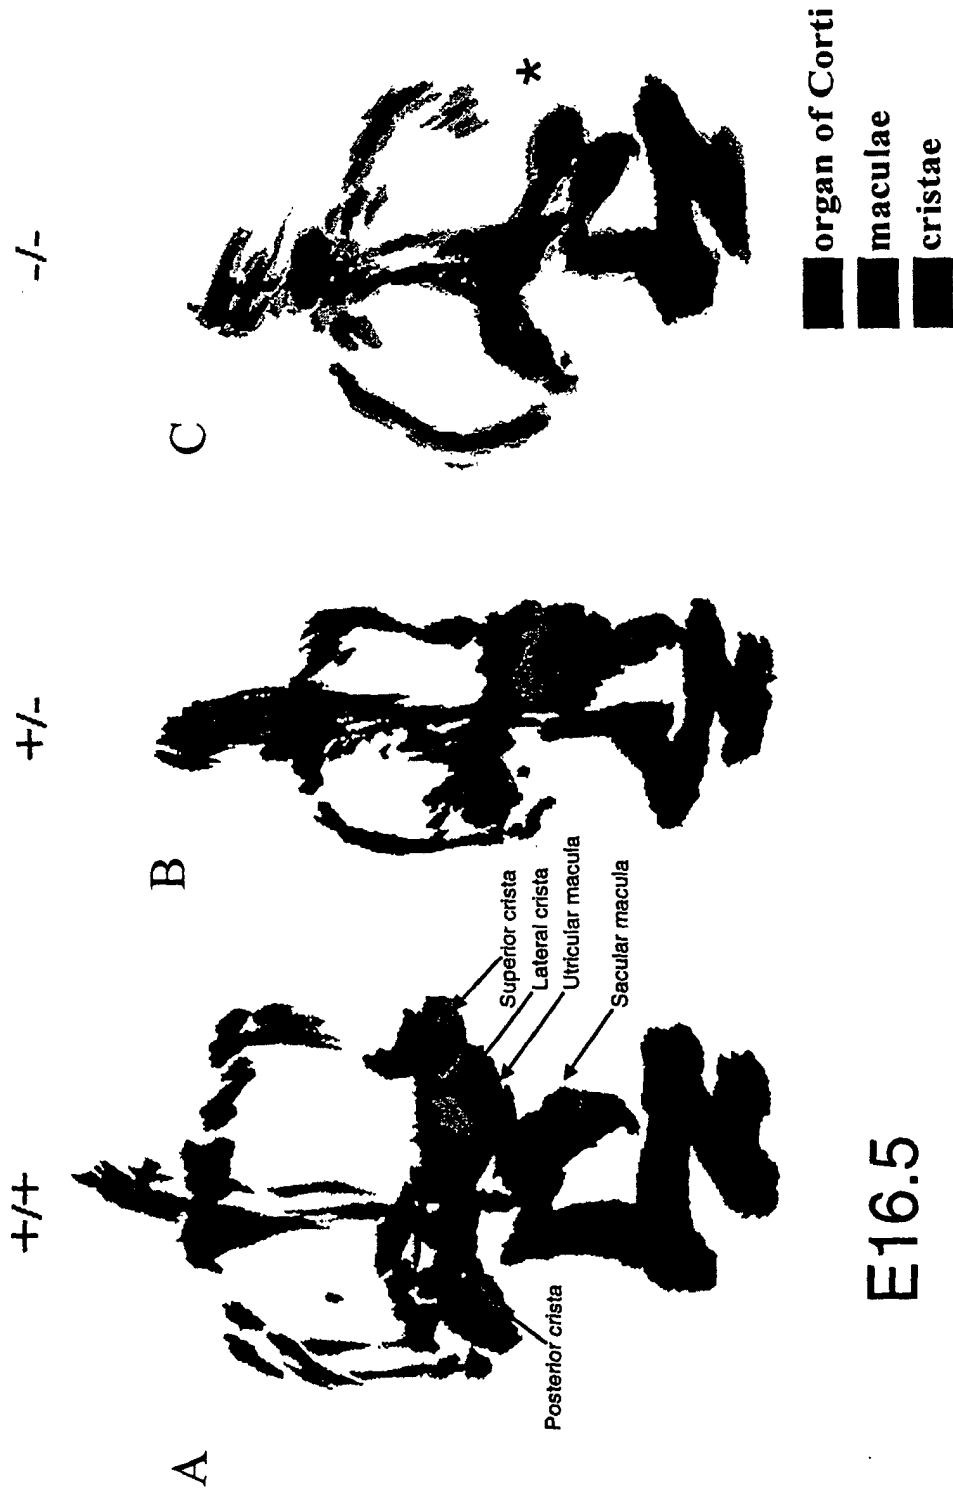 +/+
+/-
-/-
A
B
C
Superior crista
Lateral crista
Utricular macula
Sacular macula
Posterior crista
*
E16.5
organ of Corti
maculae
cristae